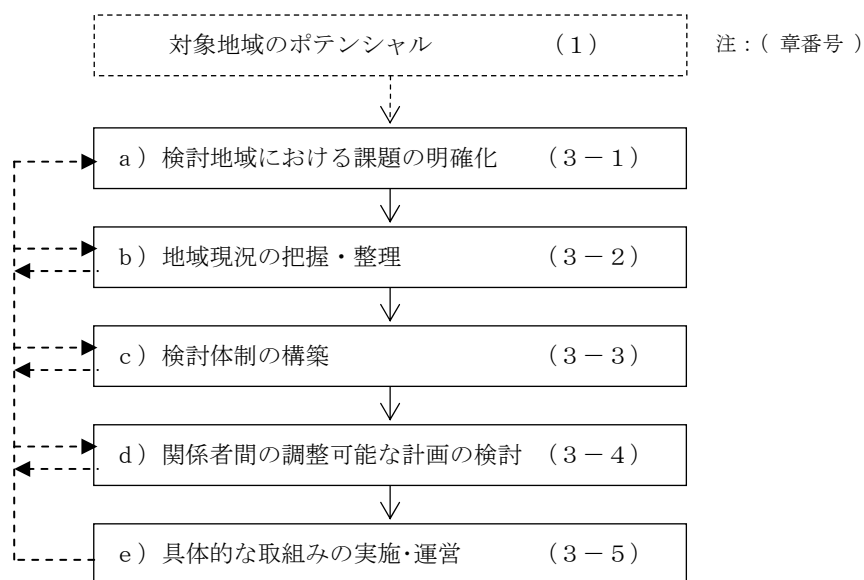 対象地域のポテンシャル （１） 注：( 章番号 )
a）検討地域における課題の明確化 （３－１）
b）地域現況の把握・整理 （３－２）
c）検討体制の構築 （３－３）
d）関係者間の調整可能な計画の検討 （３－４）
e）具体的な取組みの実施･運営 （３－５）